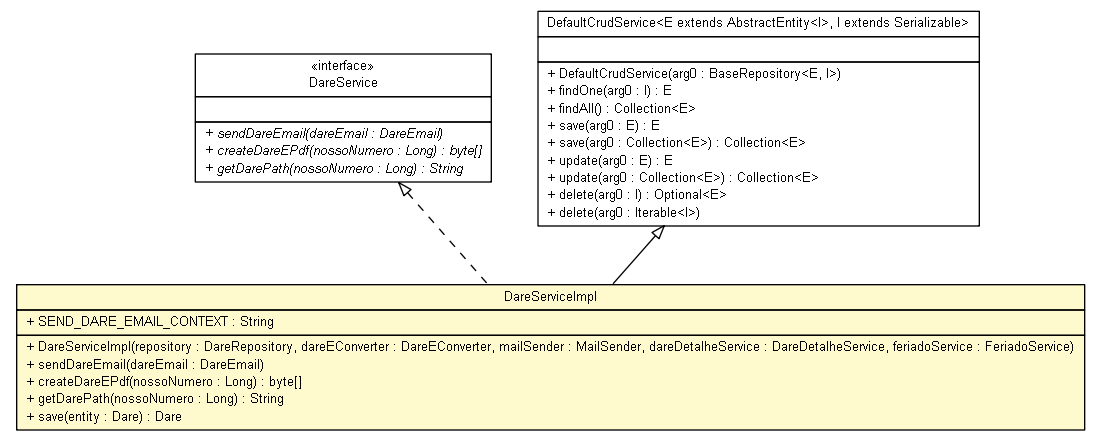 «interface»
DareService
+ sendDareEmail(dareEmail : DareEmail)
+ createDareEPdf(nossoNumero : Long) : byte[]
+ getDarePath(nossoNumero : Long) : String
DefaultCrudService<E extends AbstractEntity<I>, I extends Serializable>
+ DefaultCrudService(arg0 : BaseRepository<E, I>)
+ findOne(arg0 : I) : E
+ findAll() : Collection<E>
+ save(arg0 : E) : E
+ save(arg0 : Collection<E>) : Collection<E>
+ update(arg0 : E) : E
+ update(arg0 : Collection<E>) : Collection<E>
+ delete(arg0 : I) : Optional<E>
+ delete(arg0 : Iterable<I>)
DareServiceImpl
+ SEND_DARE_EMAIL_CONTEXT : String
+ DareServiceImpl(repository : DareRepository, dareEConverter : DareEConverter, mailSender : MailSender, dareDetalheService : DareDetalheService, feriadoService : FeriadoService)
+ sendDareEmail(dareEmail : DareEmail)
+ createDareEPdf(nossoNumero : Long) : byte[]
+ getDarePath(nossoNumero : Long) : String
+ save(entity : Dare) : Dare